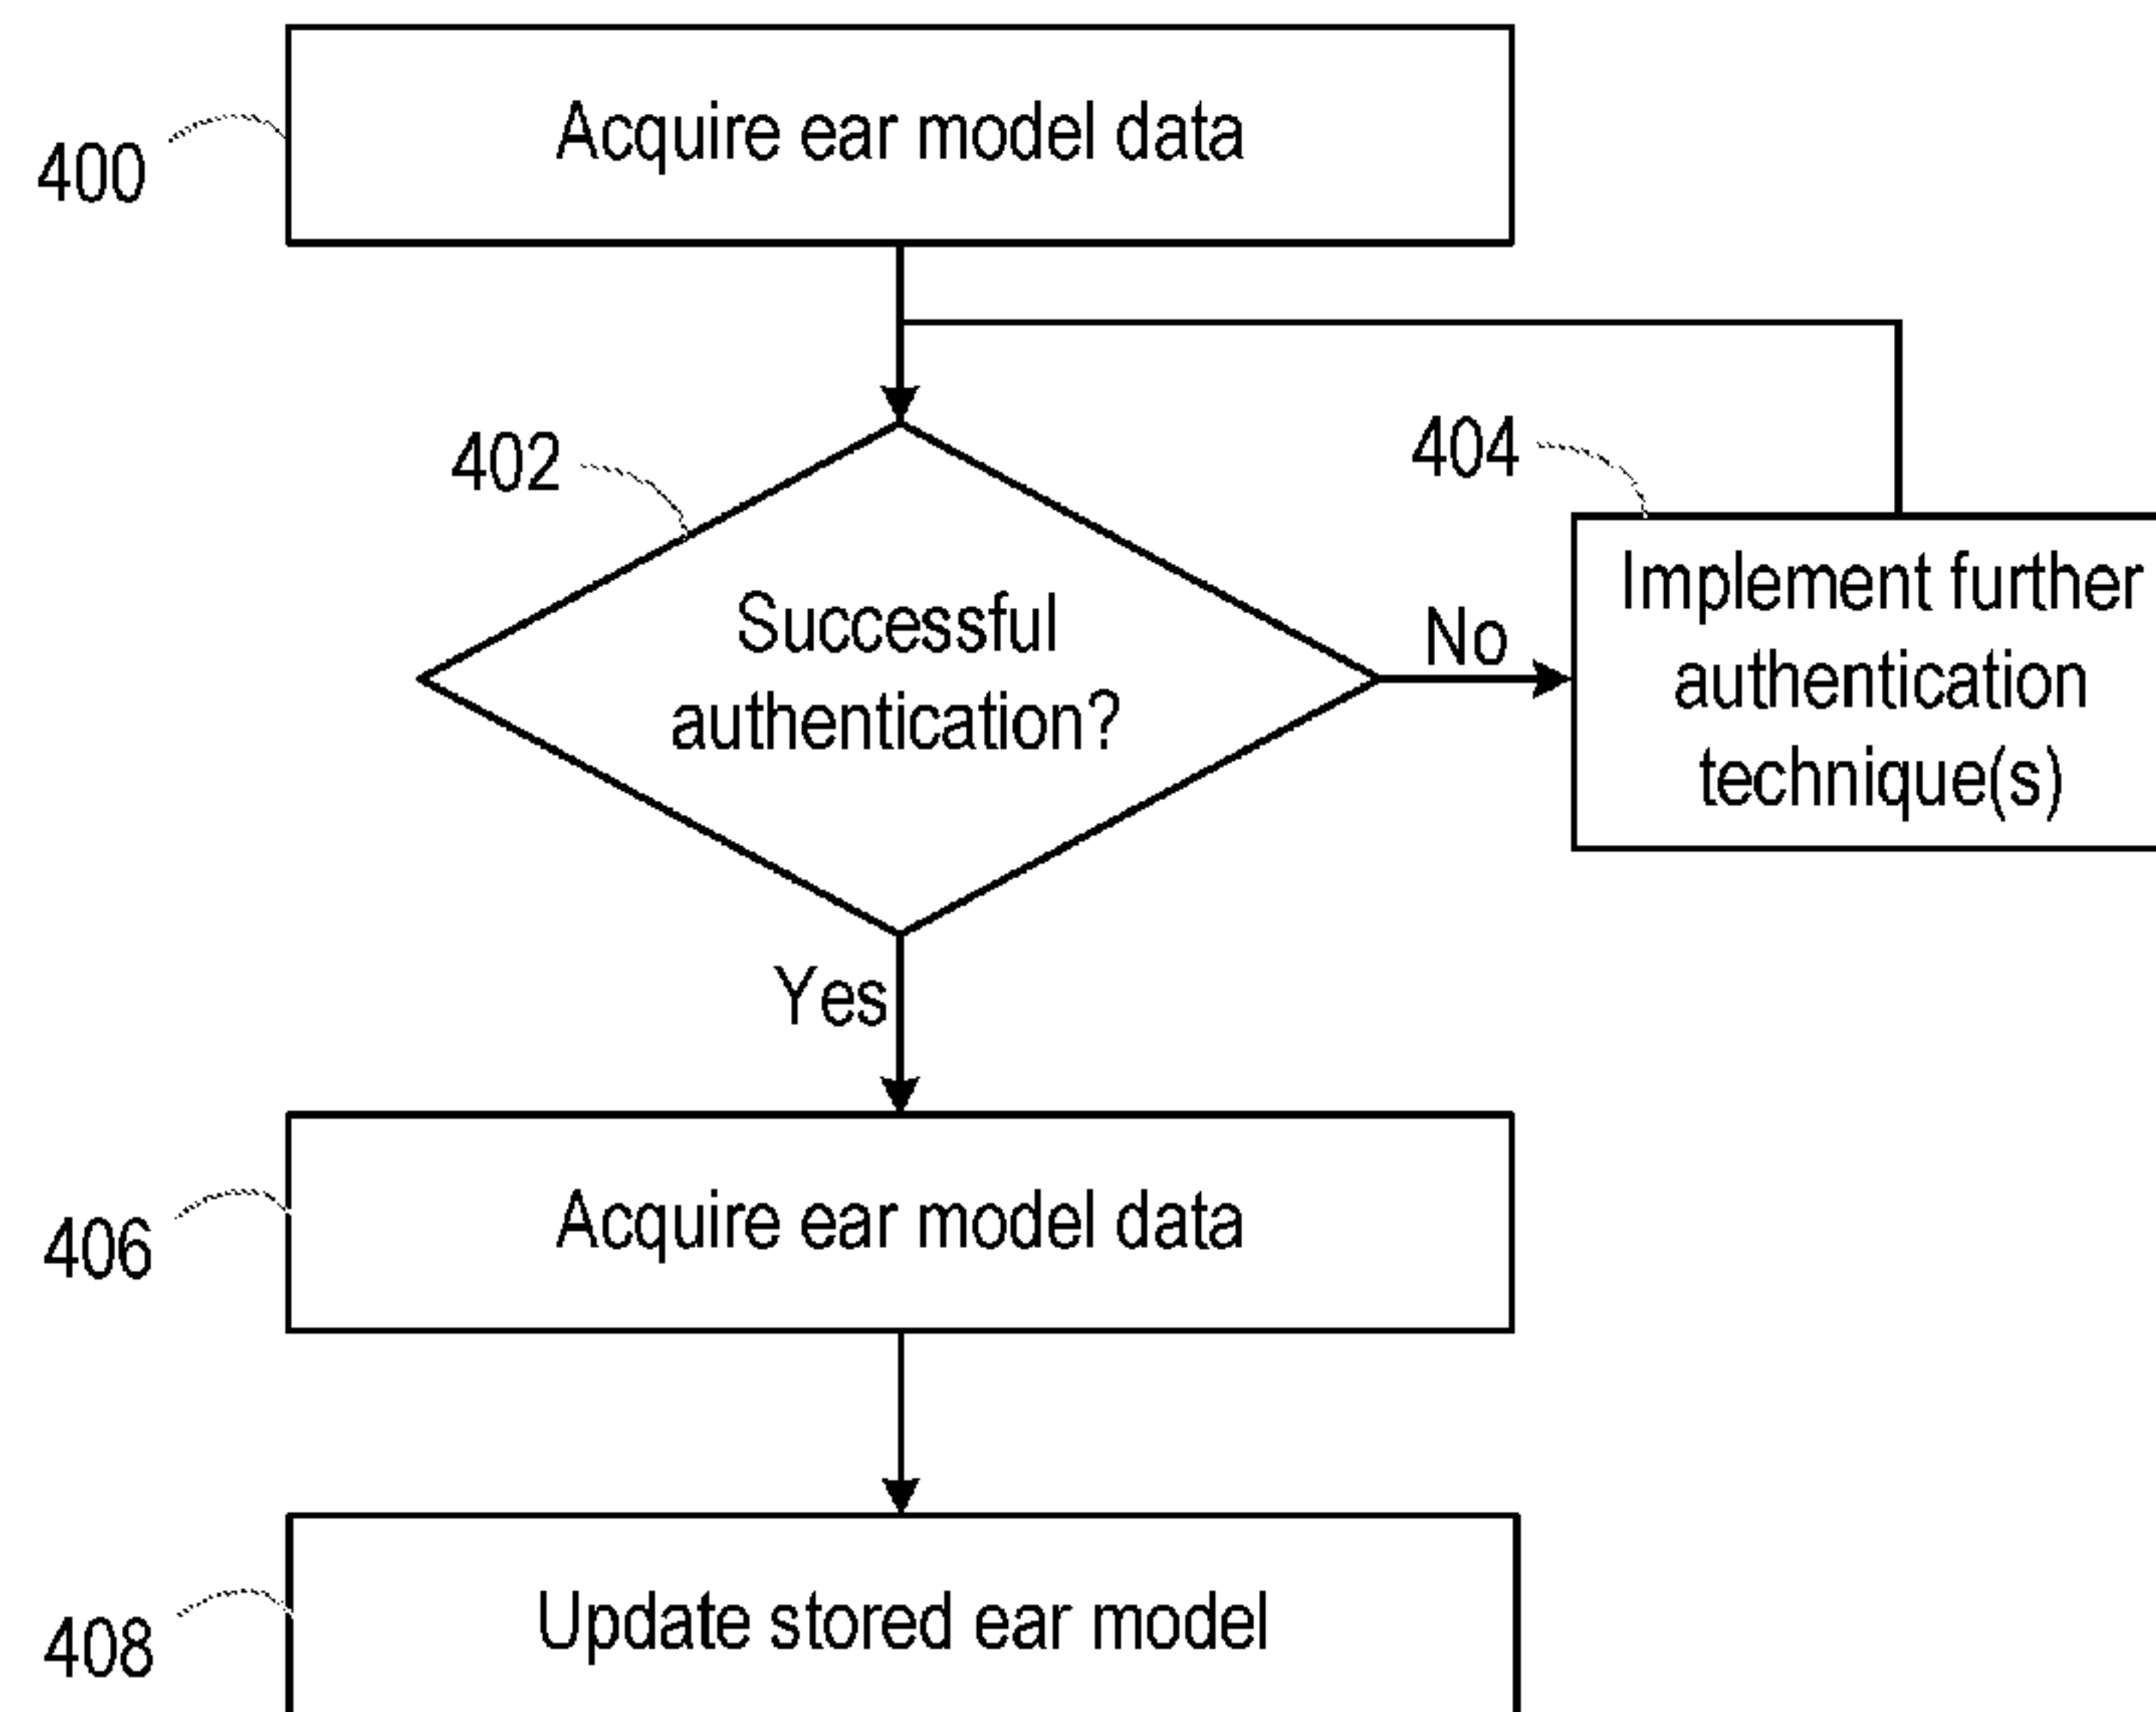 Acquire ear model data
400
402
404
Successful
authentication?
No
Implement further
authentication
technique(s)
Yes
Acquire ear model data
406
Update stored ear model
408